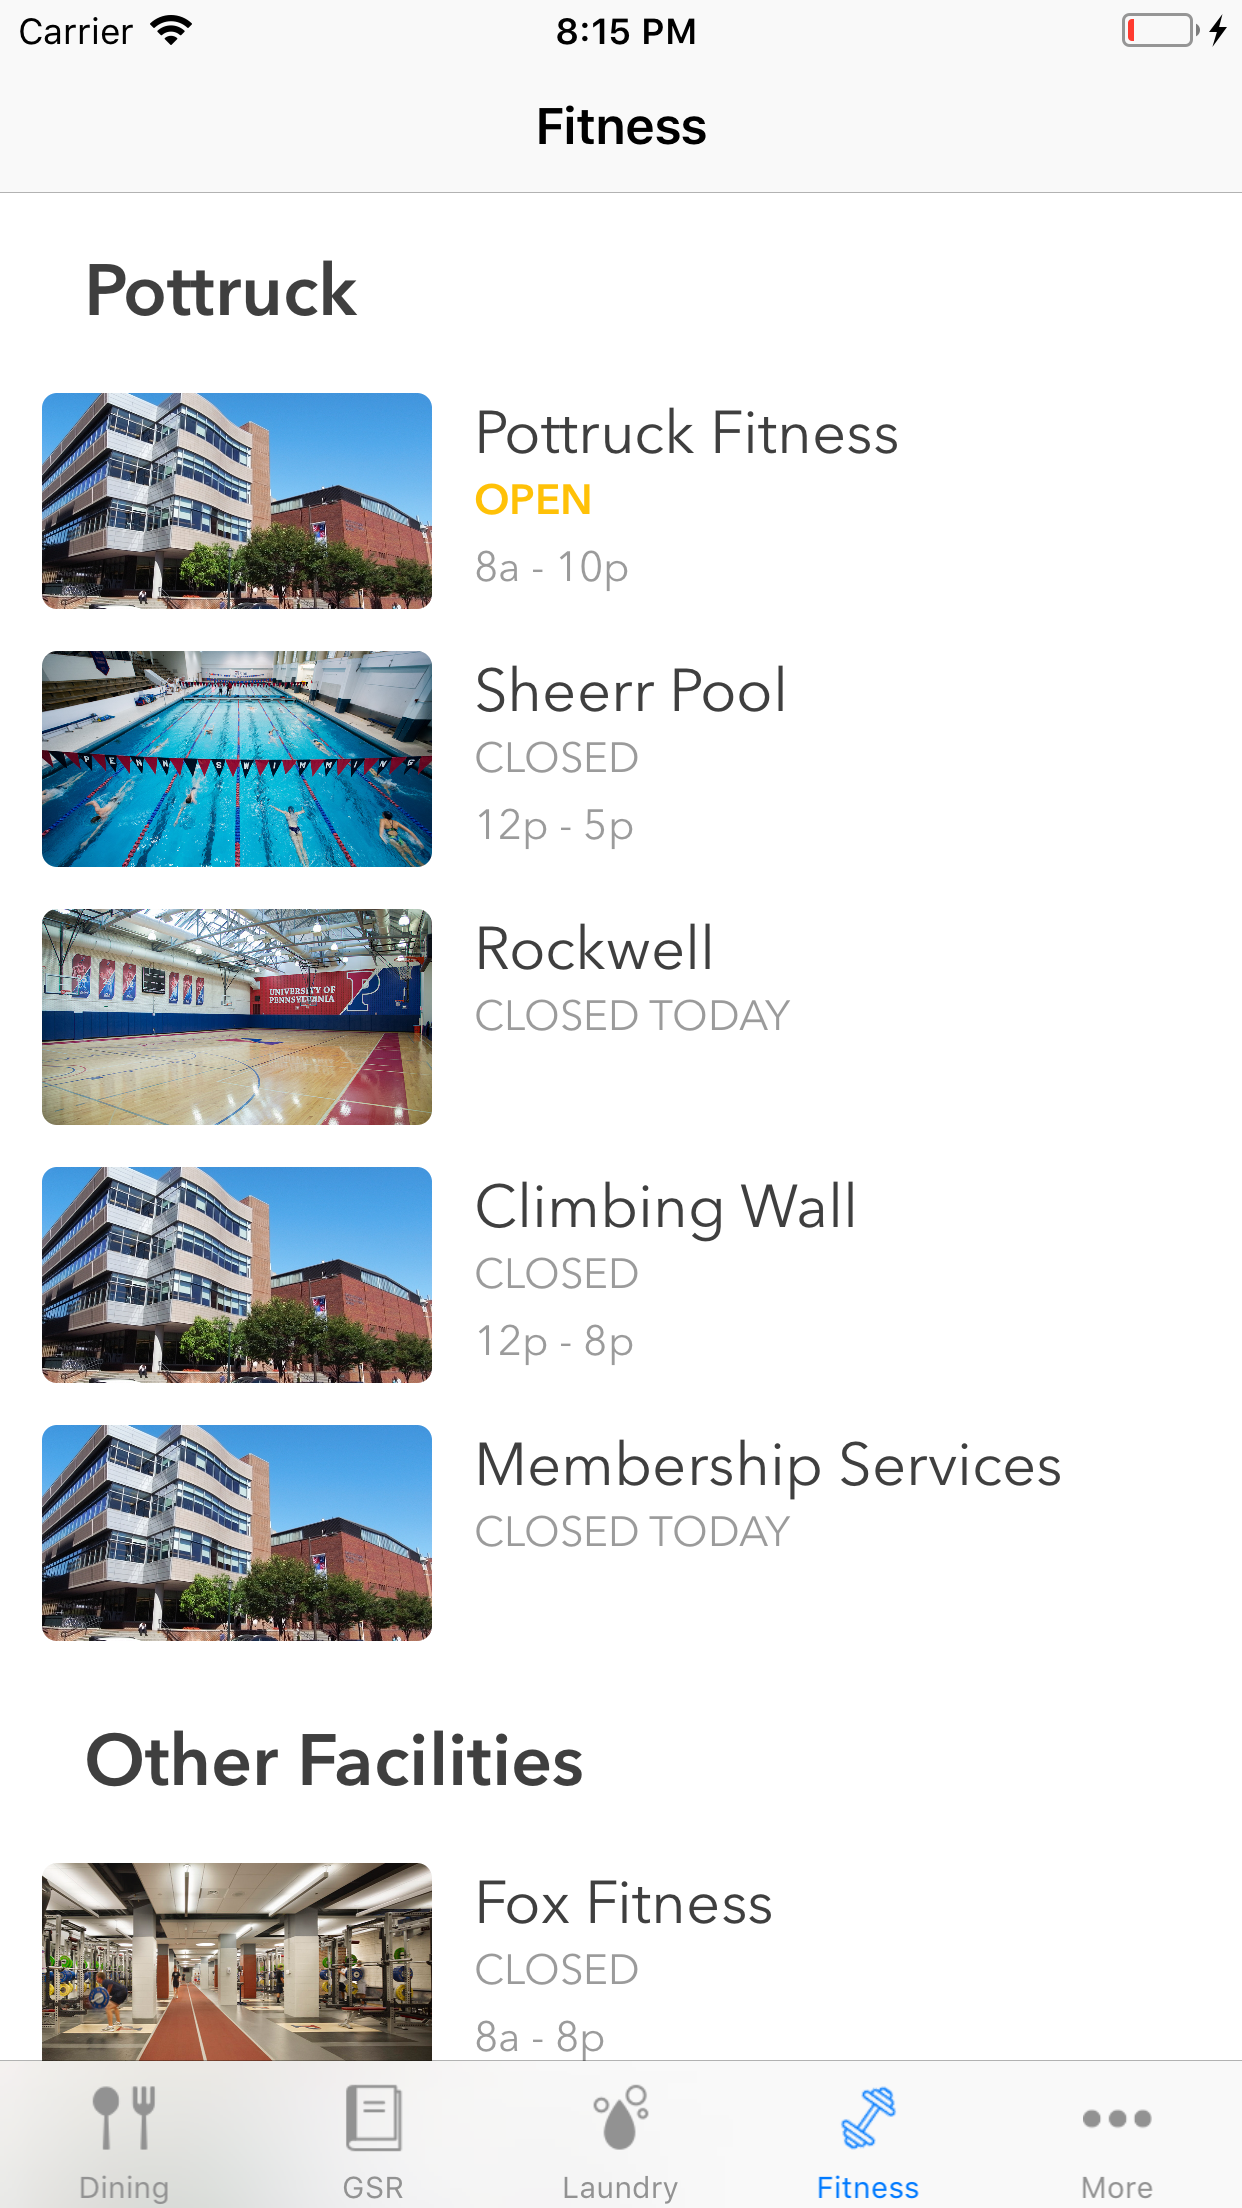 Carrier 8:15 PM
Fitness
Pottruck
Pottruck Fitness
OPEN
8a - 10p
Sheerr Pool
CLOSED
12p - 5p
PENN SWIMMING
Rockwell
CLOSED TODAY
UNIVERSITY OF
PENNSYLVANIA
P
Climbing Wall
CLOSED
12p - 8p
Membership Services
CLOSED TODAY
Other Facilities
Fox Fitness
CLOSED
8a - 8p
Dining GSR Laundry Fitness More